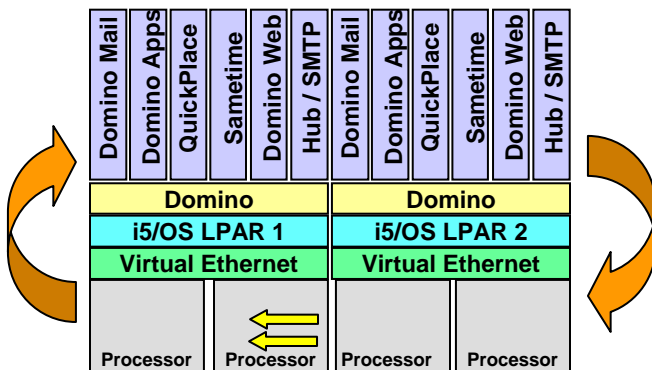 Domino Mail
Domino Apps
QuickPlace
Sametime
Domino Web
Hub / SMTP
Domino Mail
Domino Apps
QuickPlace
Sametime
Domino Web
Hub / SMTP
Domino
Domino
i5/OS LPAR 1
i5/OS LPAR 2
Virtual Ethernet
Virtual Ethernet
Processor
Processor
Processor
Processor